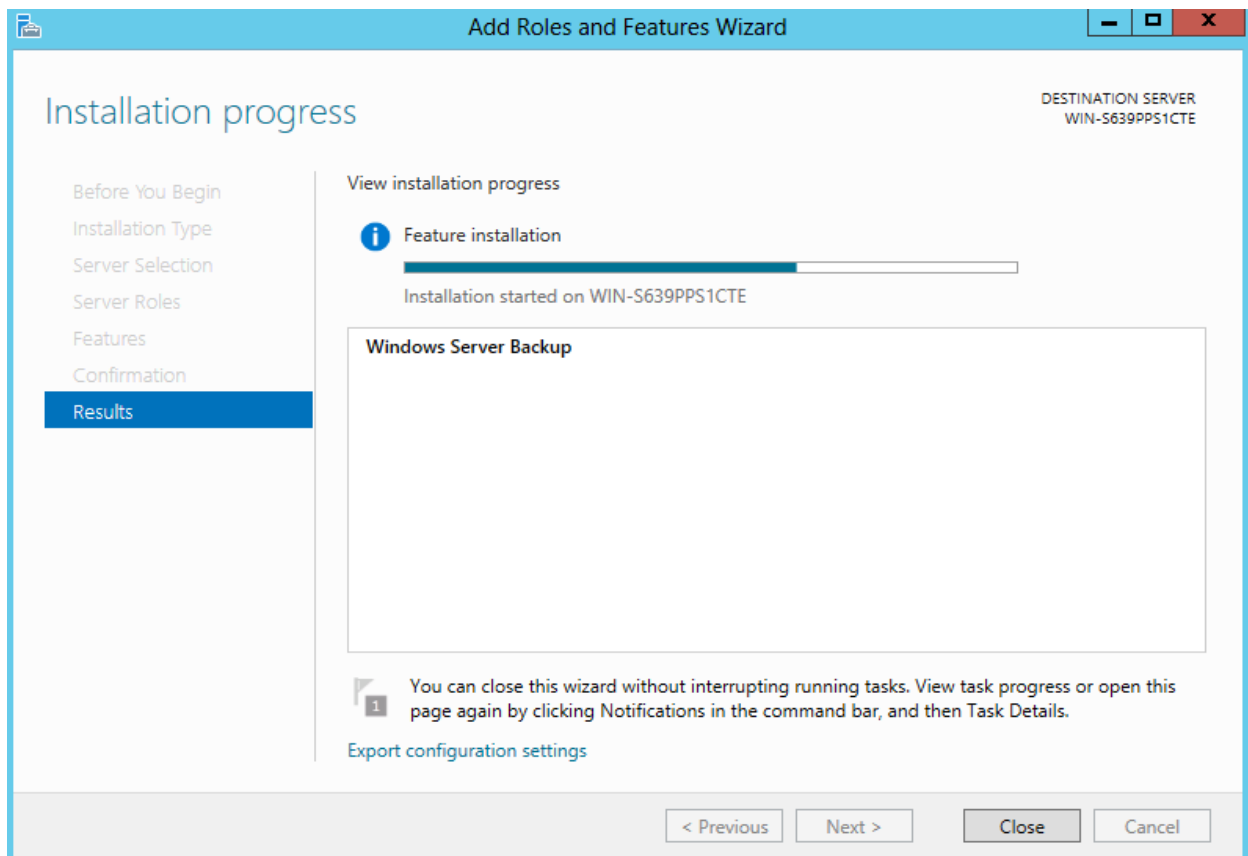 Add Roles and Features Wizard
Installation progress
DESTINATION SERVER
WIN-S639PPS1CTE
Before You Begin
Installation Type
Server Selection
Server Roles
Features
Confirmation
Results
View installation progress
Feature installation
Installation started on WIN-S639PPS1CTE
Windows Server Backup
1
You can close this wizard without interrupting running tasks. View task progress or open this
page again by clicking Notifications in the command bar, and then Task Details.
Export configuration settings
< Previous
Next >
Close
Cancel